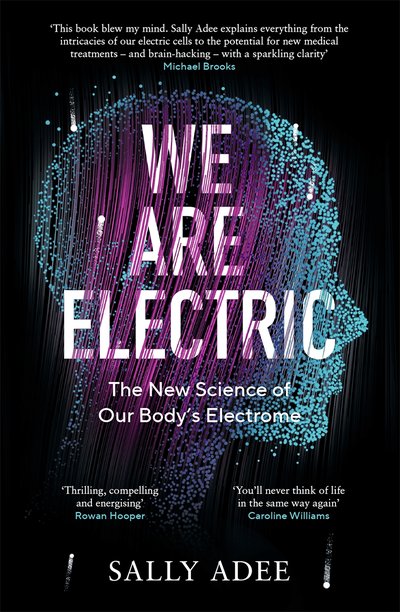 ‘This book blew my mind. Sally Adee explains everything from the
intricacies of our electric cells to the potential for new medical
treatments – and brain-hacking – with a sparkling clarity’
Michael Brooks
WE
ARE
ELECTRIC
The New Science of
Our Body's Electrome
‘Thrilling, compelling
and energising’
Rowan Hooper
‘You'll never think of life
in the same way again’
Caroline Williams
SALLY ADEE